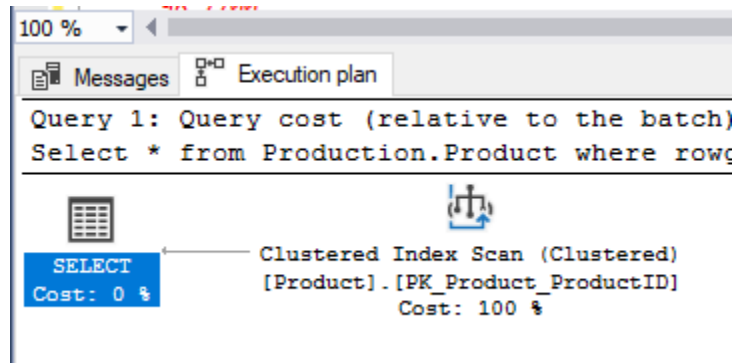 100 %
Messages Execution plan
Query 1: Query cost (relative to the batch)
Select * from Production.Product where rowg
SELECT
Cost: 0 %
Clustered Index Scan (Clustered)
[Product].[PK_Product_ProductID]
Cost: 100 %